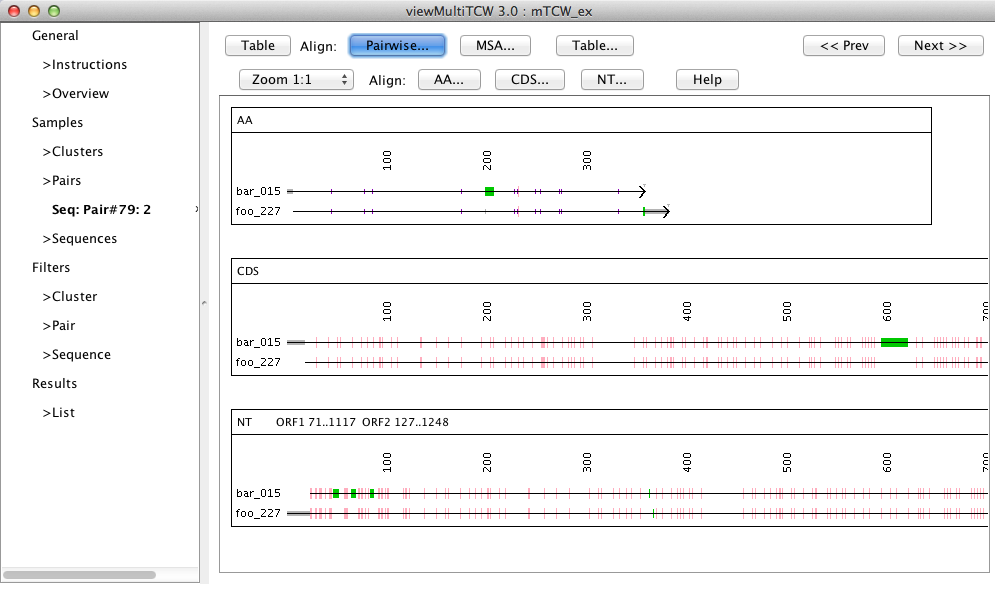 viewMultiTCW 3.0 : mTCW_ex
General
>Instructions
>Overview
Samples
>Clusters
>Pairs
Seq: Pair#79: 2
>Sequences
Filters
>Cluster
>Pair
>Sequence
Results
>List
Table Align: Pairwise... MSA... Table... << Prev Next >>
Zoom 1:1 Align: AA... CDS... NT... Help
AA
100 200 300
bar_015
foo_227
CDS
100 200 300 400 500 600 700
bar_015
foo_227
NT ORF1 71..1117 ORF2 127..1248
100 200 300 400 500 600 700
bar_015
foo_227